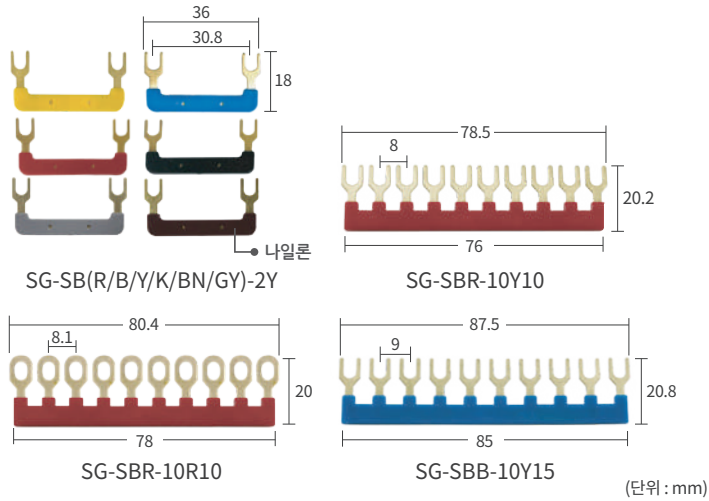 36
30.8
18
나일론
SG-SB(R/B/Y/K/BN/GY)-2Y
78.5
8
20.2
76
SG-SBR-10Y10
80.4
8.1
20
78
SG-SBR-10R10
87.5
9
20.8
85
SG-SBB-10Y15
(단위 : mm)